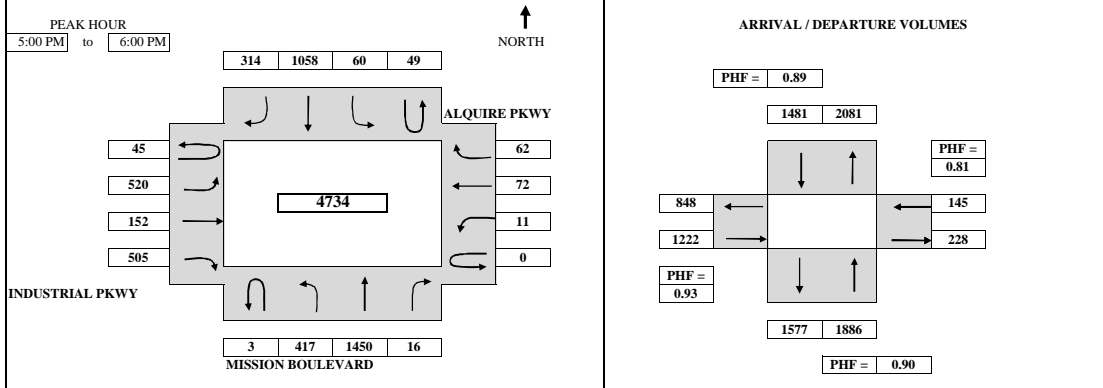 PEAK HOUR
5:00 PM to 6:00 PM
NORTH
314 1058 60 49
ALQUIRE PKWY
45 62
520 72
4734
152 11
505 0
INDUSTRIAL PKWY
3 417 1450 16
MISSION BOULEVARD
ARRIVAL / DEPARTURE VOLUMES
PHF = 0.89
1481 2081
PHF =
0.81
848 145
1222 228
PHF =
0.93
1577 1886
PHF = 0.90